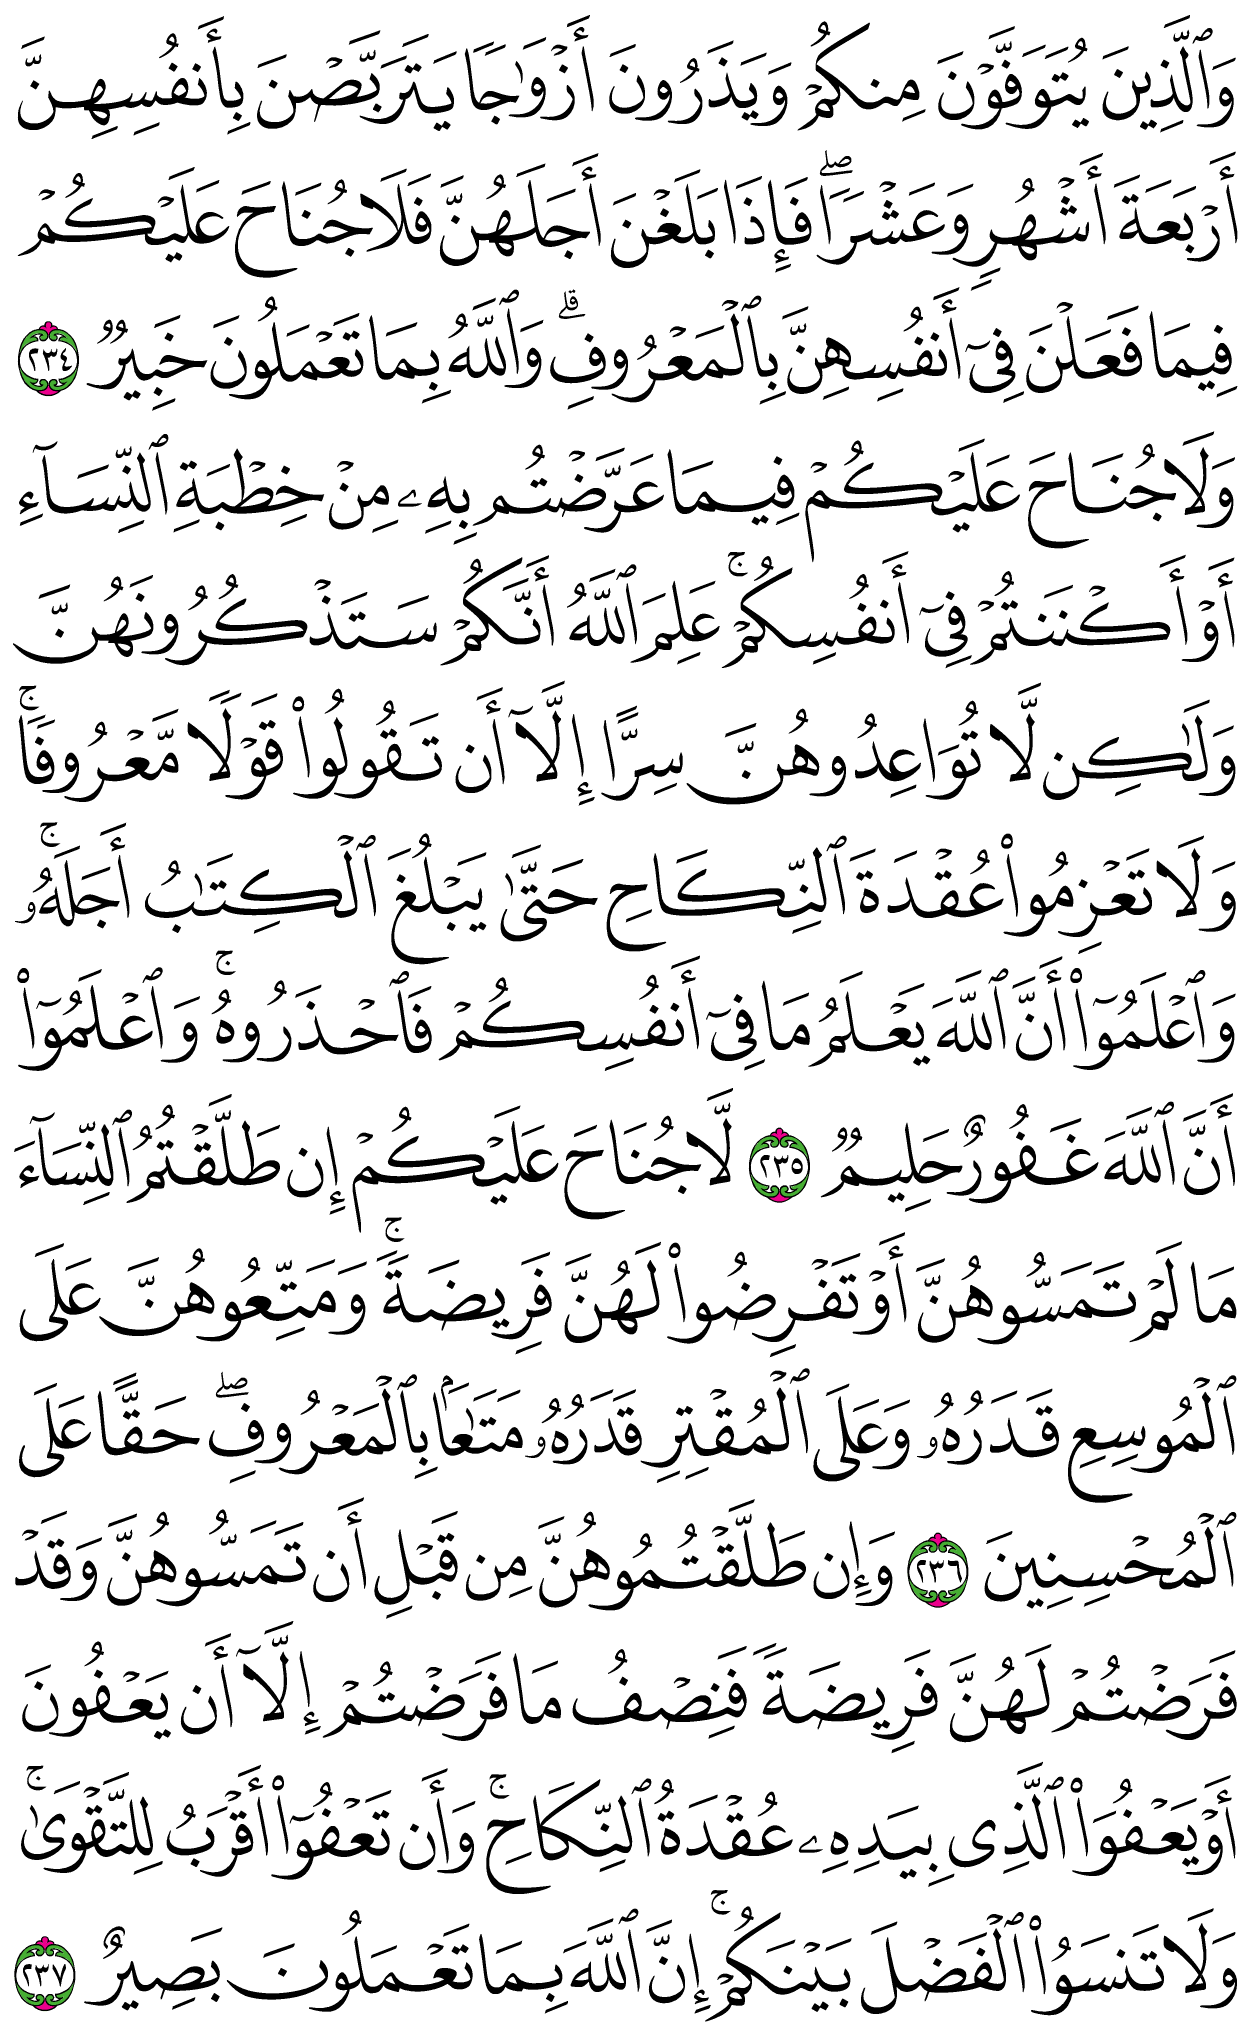 وَٱلَّذِينَ يُتَوَفَّوۡنَ مِنكُمۡ وَيَذَرُونَ أَزۡوَٰجٗا يَتَرَبَّصۡنَ بِأَنفُسِهِنَّ
أَرۡبَعَةَ أَشۡهُرٖ وَعَشۡرٗاۖ فَإِذَا بَلَغۡنَ أَجَلَهُنَّ فَلَا جُنَاحَ عَلَيۡكُمۡ
فِيمَا فَعَلۡنَ فِيٓ أَنفُسِهِنَّ بِٱلۡمَعۡرُوفِۗ وَٱللَّهُ بِمَا تَعۡمَلُونَ خَبِيرٞ ٢٣٤
وَلَا جُنَاحَ عَلَيۡكُمۡ فِيمَا عَرَّضۡتُم بِهِۦ مِنۡ خِطۡبَةِ ٱلنِّسَآءِ
أَوۡ أَكۡنَنتُمۡ فِيٓ أَنفُسِكُمۡۚ عَلِمَ ٱللَّهُ أَنَّكُمۡ سَتَذۡكُرُونَهُنَّ
وَلَٰكِن لَّا تُوَاعِدُوهُنَّ سِرًّا إِلَّآ أَن تَقُولُواْ قَوۡلٗا مَّعۡرُوفٗاۚ
وَلَا تَعۡزِمُواْ عُقۡدَةَ ٱلنِّكَاحِ حَتَّىٰ يَبۡلُغَ ٱلۡكِتَٰبُ أَجَلَهُۥۚ
وَٱعۡلَمُوٓاْ أَنَّ ٱللَّهَ يَعۡلَمُ مَا فِيٓ أَنفُسِكُمۡ فَٱحۡذَرُوهُۚ وَٱعۡلَمُوٓاْ
أَنَّ ٱللَّهَ غَفُورٌ حَلِيمٞ ٢٣٥ لَّا جُنَاحَ عَلَيۡكُمۡ إِن طَلَّقۡتُمُ ٱلنِّسَآءَ
مَا لَمۡ تَمَسُّوهُنَّ أَوۡ تَفۡرِضُواْ لَهُنَّ فَرِيضَةٗۚ وَمَتِّعُوهُنَّ عَلَى
ٱلۡمُوسِعِ قَدَرُهُۥ وَعَلَى ٱلۡمُقۡتِرِ قَدَرُهُۥ مَتَٰعَۢا بِٱلۡمَعۡرُوفِۖ حَقًّا عَلَى
ٱلۡمُحۡسِنِينَ ٢٣٦ وَإِن طَلَّقۡتُمُوهُنَّ مِن قَبۡلِ أَن تَمَسُّوهُنَّ وَقَدۡ
فَرَضۡتُمۡ لَهُنَّ فَرِيضَةٗ فَنِصۡفُ مَا فَرَضۡتُمۡ إِلَّآ أَن يَعۡفُونَ
أَوۡ يَعۡفُوَاْ ٱلَّذِي بِيَدِهِۦ عُقۡدَةُ ٱلنِّكَاحِۚ وَأَن تَعۡفُوٓاْ أَقۡرَبُ لِلتَّقۡوَىٰۚ
وَلَا تَنسَوُاْ ٱلۡفَضۡلَ بَيۡنَكُمۡۚ إِنَّ ٱللَّهَ بِمَا تَعۡمَلُونَ بَصِيرٌ ٢٣٧